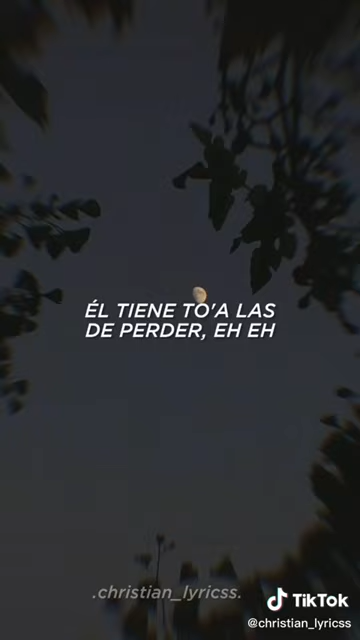 ÉL TIENE TO'A LAS
DE PERDER, EH EH
.christian_lyricss.
TikTok
@christian_lyricss